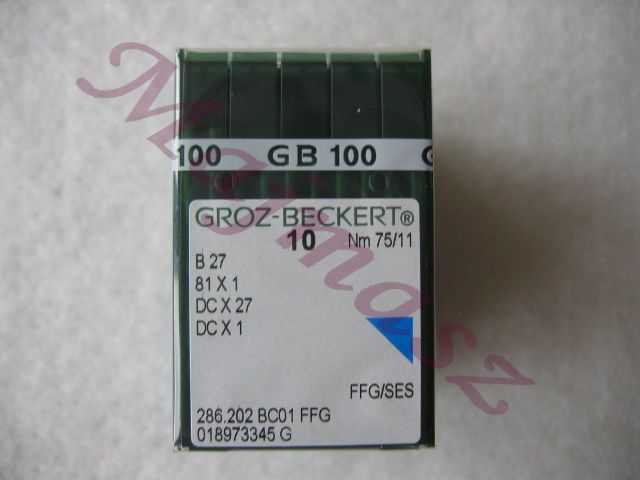 100 GB 100 G
GROZ-BECKERT®
10 Nm 75/11
B 27
81 X 1
DC X 27
DC X 1
FFG/SES
286.202 BC01 FFG
018973345 G
Marimasz